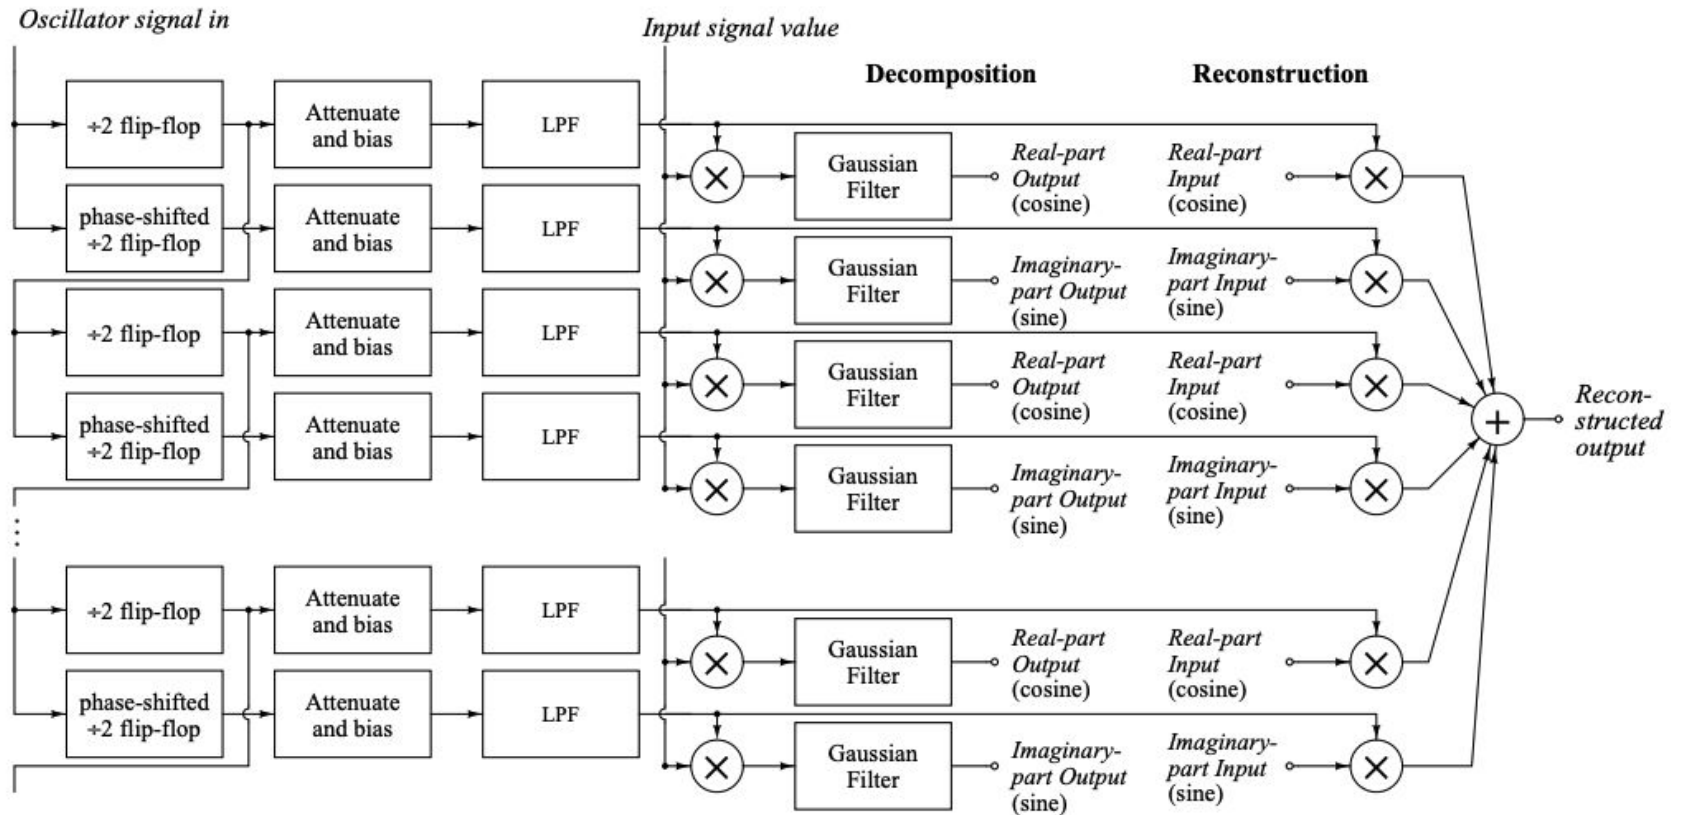 Oscillator signal in
Input signal value
Decomposition
Reconstruction
÷2 flip-flop
Attenuate
and bias
LPF
Gaussian
Filter
Real-part
Output
(cosine)
Real-part
Input
(cosine)
phase-shifted
÷2 flip-flop
Attenuate
and bias
LPF
Gaussian
Filter
Imaginary-
part Output
(sine)
Imaginary-
part Input
(sine)
÷2 flip-flop
Attenuate
and bias
LPF
Gaussian
Filter
Real-part
Output
(cosine)
Real-part
Input
(cosine)
phase-shifted
÷2 flip-flop
Attenuate
and bias
LPF
Gaussian
Filter
Imaginary-
part Output
(sine)
Imaginary-
part Input
(sine)
Recon-
structed
output
÷2 flip-flop
Attenuate
and bias
LPF
Gaussian
Filter
Real-part
Output
(cosine)
Real-part
Input
(cosine)
phase-shifted
÷2 flip-flop
Attenuate
and bias
LPF
Gaussian
Filter
Imaginary-
part Output
(sine)
Imaginary-
part Input
(sine)